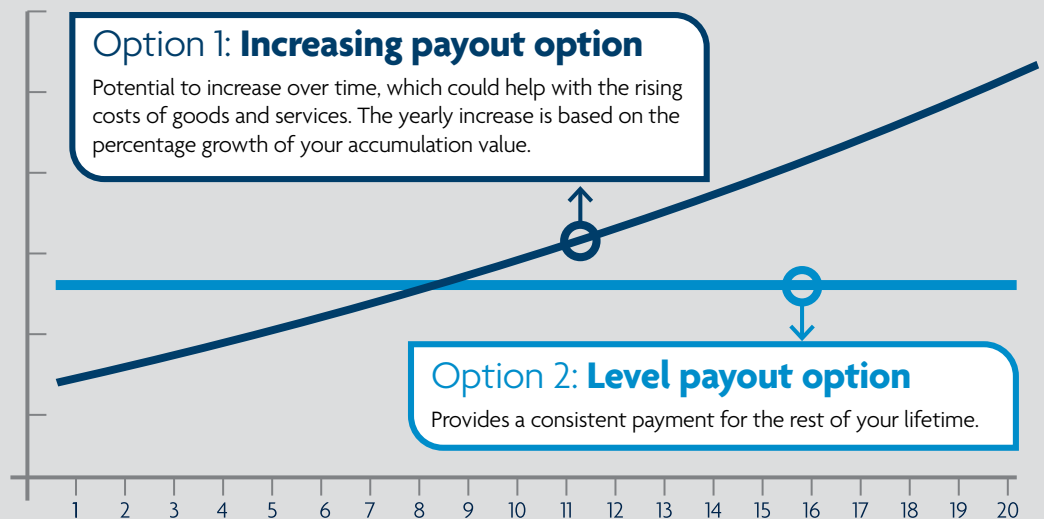 Option 1: Increasing payout option
Potential to increase over time, which could help with the rising
costs of goods and services. The yearly increase is based on the
percentage growth of your accumulation value.
Option 2: Level payout option
Provides a consistent payment for the rest of your lifetime.
1 2 3 4 5 6 7 8 9 10 11 12 13 14 15 16 17 18 19 20